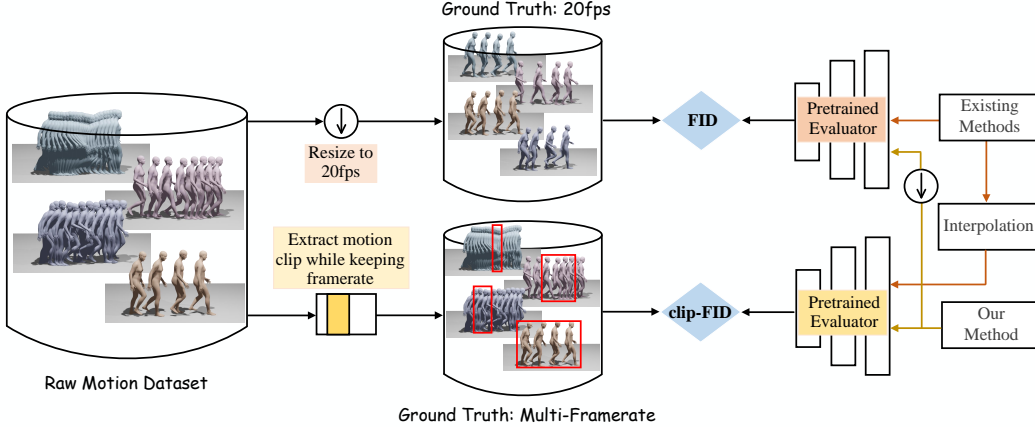 Ground Truth: 20fps
Resize to
20fps
FID
Pretrained
Evaluator
Existing
Methods
Interpolation
Extract motion
clip while keeping
framerate
clip-FID
Pretrained
Evaluator
Our
Method
Raw Motion Dataset
Ground Truth: Multi-Framerate